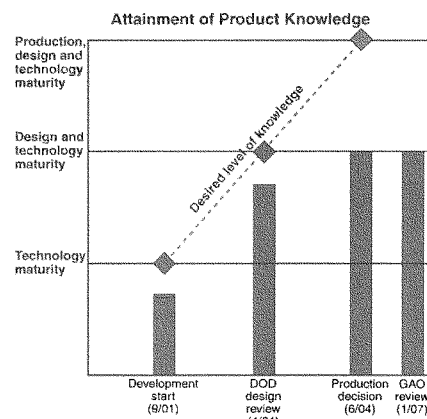 Attainment of Product Knowledge
Production,
design and
technology
maturity
Design and
technology
maturity
Technology
maturity
Desired level of knowledge
Development
start
(9/01)
DOD
design
review
Production
decision
(6/04)
GAO
review
(1/07)